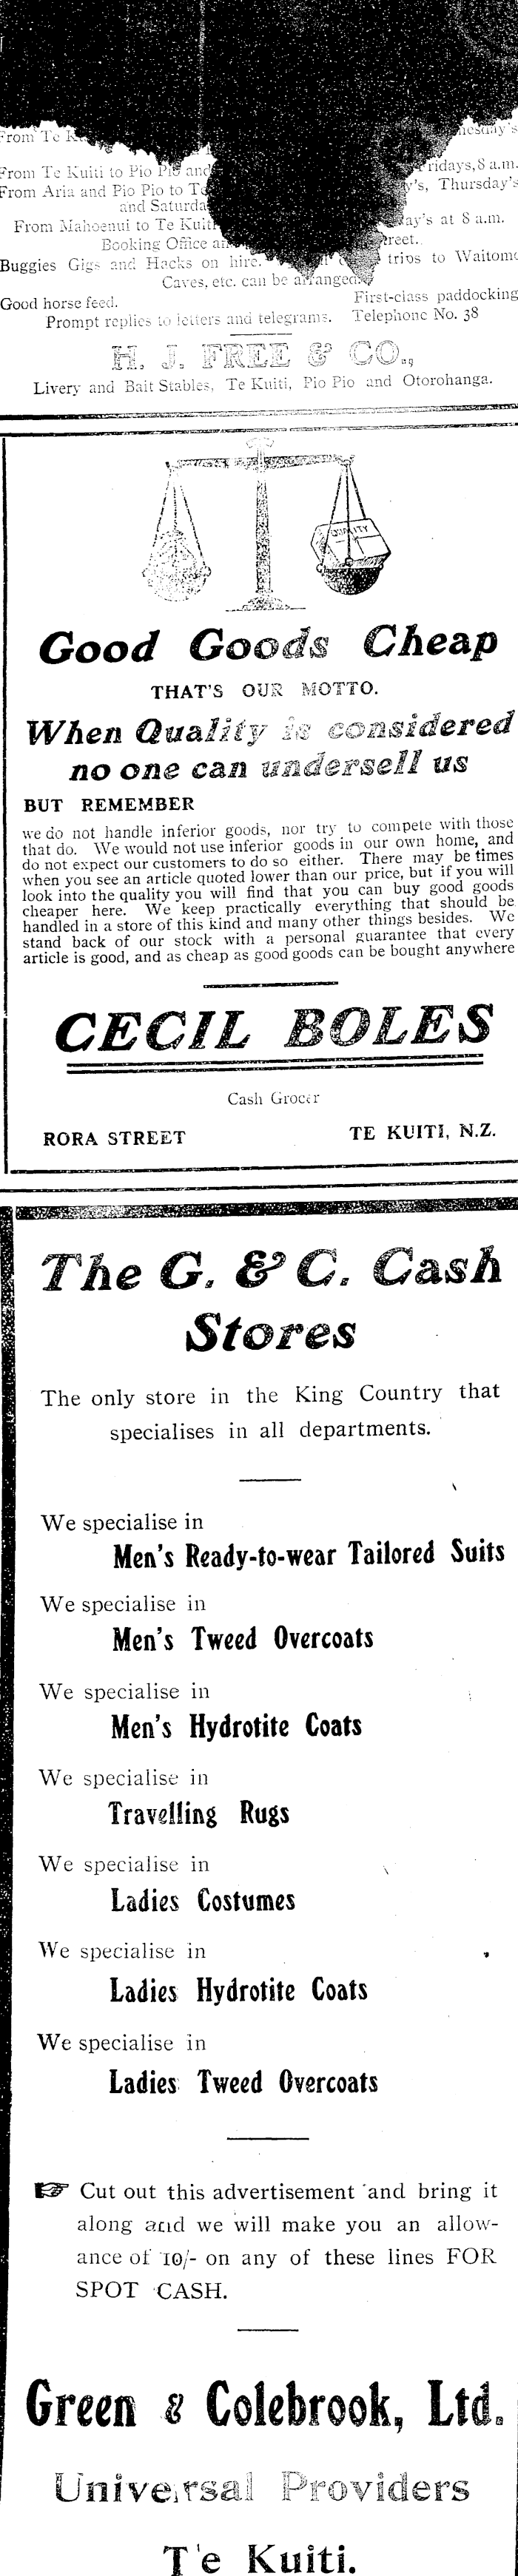 From Te
From Te Kuiti to Pio Pio and ridays, 8 a.m.
From Aria and Pio Pio to Te y's, Thursday's
and Saturda
From Mahoenui to Te Kuiti ay's at 8 a.m.
Booking Office treet.
Buggies Gigs and Hacks on hire. trips to Waitomo
Caves, etc. can be arranged.
Good horse feed. First-class paddocking
Prompt replies to letters and telegrams. Telephone No. 38
H. J. FREE & CO.,
Livery and Bait Stables, Te Kuiti, Pio Pio and Otorohanga.
QUALITY
Good Goods Cheap
THAT'S OUR MOTTO.
When Quality is considered
no one can undersell us
BUT REMEMBER
we do not handle inferior goods, nor try to compete with those
that do. We would not use inferior goods in our own home, and
do not expect our customers to do so either. There may be times
when you see an article quoted lower than our price, but if you will
look into the quality you will find that you can buy good goods
cheaper here. We keep practically everything that should be
handled in a store of this kind and many other things besides. We
stand back of our stock with a personal guarantee that every
article is good, and as cheap as good goods can be bought anywhere
CECIL BOLES
Cash Grocer
RORA STREET TE KUITI, N.Z.
The G. & C. Cash
Stores
The only store in the King Country that
specialises in all departments.
We specialise in
Men's Ready-to-wear Tailored Suits
We specialise in
Men's Tweed Overcoats
We specialise in
Men's Hydrotite Coats
We specialise in
Travelling Rugs
We specialise in
Ladies Costumes
We specialise in
Ladies Hydrotite Coats
We specialise in
Ladies Tweed Overcoats
☞ Cut out this advertisement and bring it
along and we will make you an allow-
ance of 10/- on any of these lines FOR
SPOT CASH.
Green & Colebrook, Ltd.
Universal Providers
Te Kuiti.